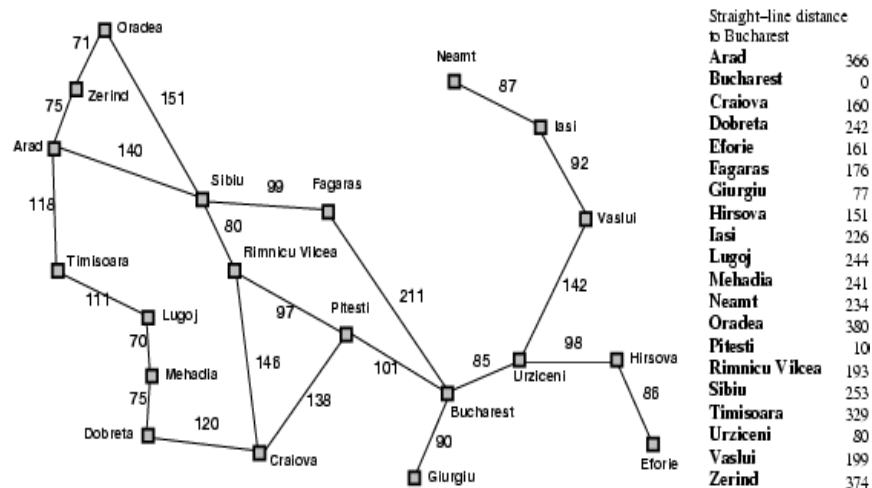 Oradea
71
Neamt
Zerind
87
151
75
Iasi
Arad
140
92
Sibiu
99
Fagaras
118
Vaslui
80
Rimnicu Vilcea
Timisoara
142
111
Pitesti
211
Lugoj
97
70
98
Hirsova
146
85
Urziceni
101
Mehadia
138
86
75
Bucharest
120
Dobreta
90
Craiova
Eforie
Giurgiu
Straight–line distance
to Bucharest
Arad 366
Bucharest 0
Craiova 160
Dobreta 242
Eforie 161
Fagaras 176
Giurgiu 77
Hirsova 151
Iasi 226
Lugoj 244
Mehadia 241
Neamt 234
Oradea 380
Pitesti 10
Rimnicu Vilcea 193
Sibiu 253
Timisoara 329
Urziceni 80
Vaslui 199
Zerind 374